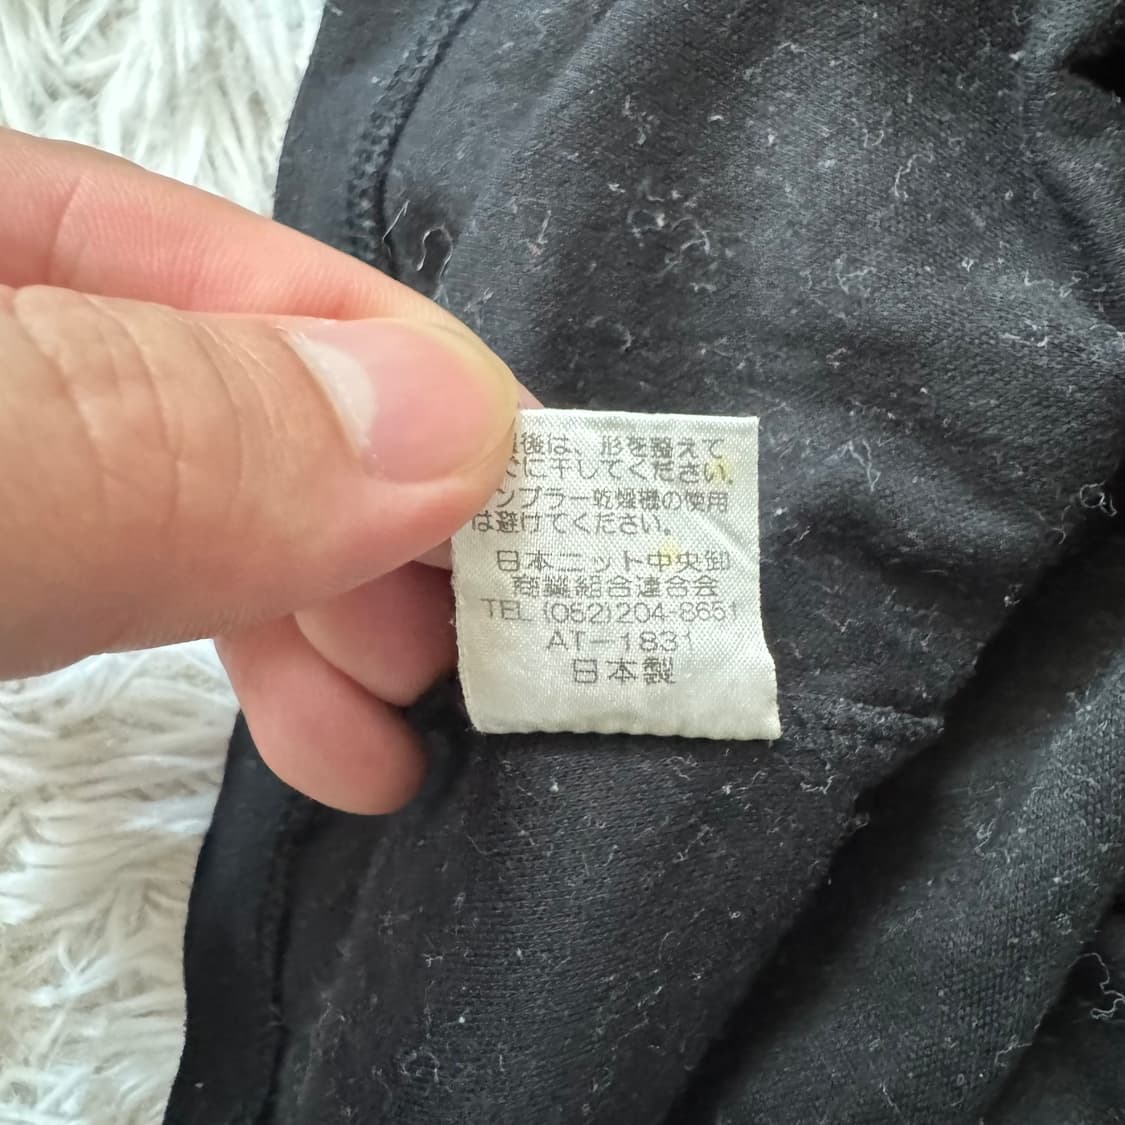 後は、形を整えて
ぐに干してください。
ンブラー乾燥機の使用
は避けてください。
日本ニット中央卸
商業組合連合会
TEL (052)204-8651
AT-1831
日本製